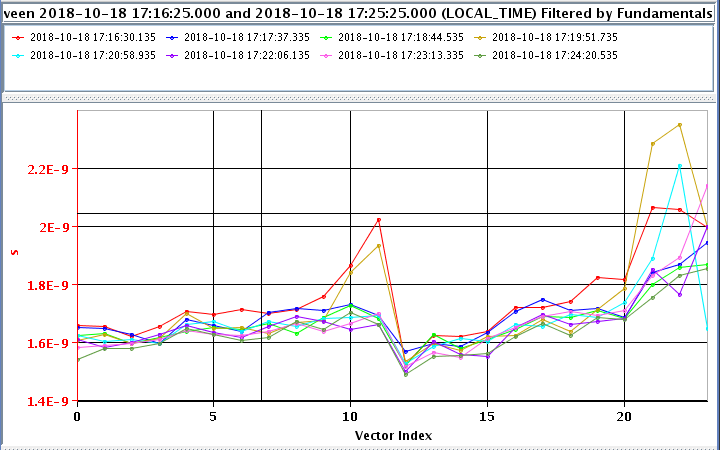 veen 2018-10-18 17:16:25.000 and 2018-10-18 17:25:25.000 (LOCAL_TIME) Filtered by Fundamentals
2018-10-18 17:16:30.135 2018-10-18 17:17:37.335 2018-10-18 17:18:44.535 2018-10-18 17:19:51.735
2018-10-18 17:20:58.935 2018-10-18 17:22:06.135 2018-10-18 17:23:13.335 2018-10-18 17:24:20.535
2.2E-9
2E-9
s
1.8E-9
1.6E-9
1.4E-9
0 5 10 15 20
Vector Index